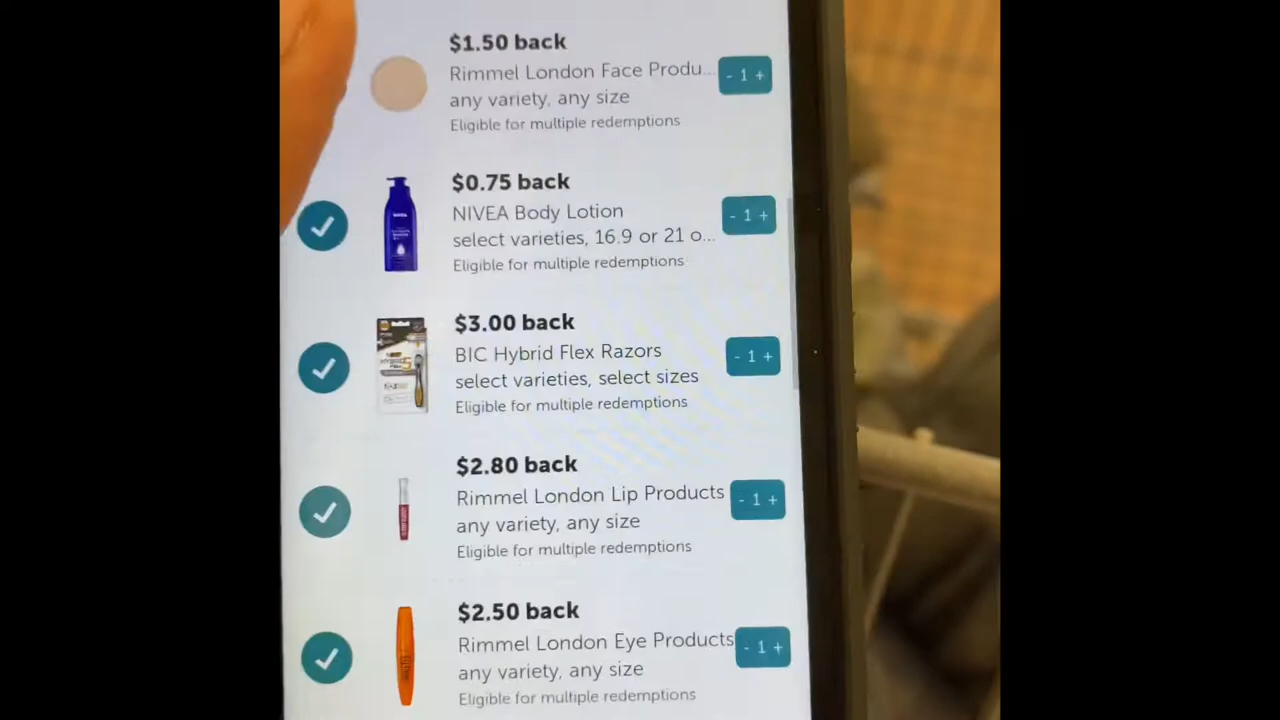 $1.50 back
Rimmel London Face Produ...
any variety, any size
Eligible for multiple redemptions
- 1 +
$0.75 back
NIVEA Body Lotion
select varieties, 16.9 or 21 o...
Eligible for multiple redemptions
- 1 +
NIVEA
$3.00 back
BIC Hybrid Flex Razors
select varieties, select sizes
Eligible for multiple redemptions
- 1 +
$2.80 back
Rimmel London Lip Products
any variety, any size
Eligible for multiple redemptions
- 1 +
$2.50 back
Rimmel London Eye Products
any variety, any size
Eligible for multiple redemptions
- 1 +